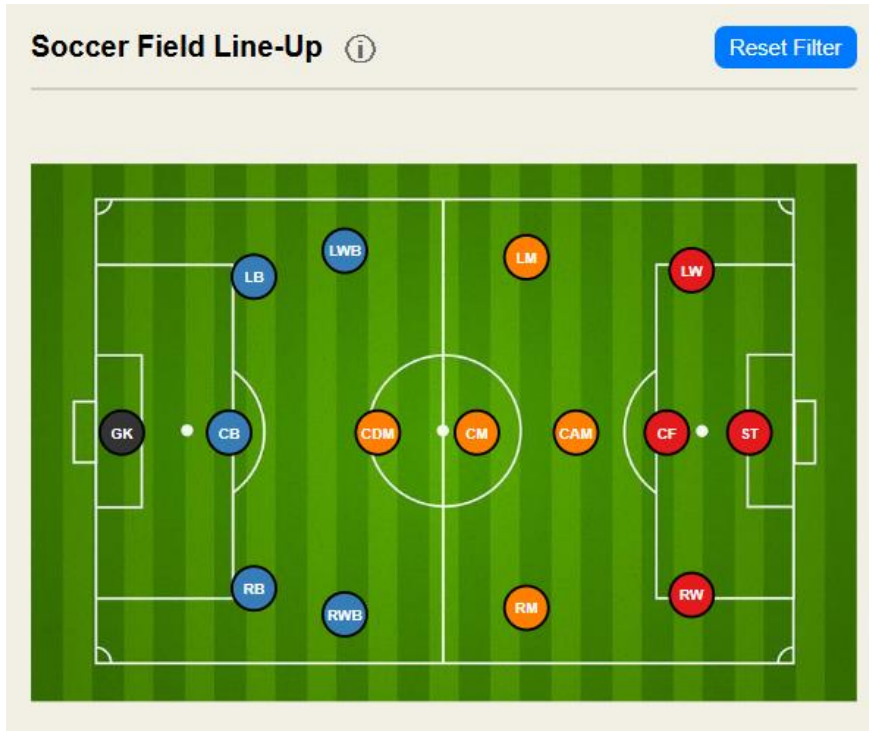 Soccer Field Line-Up i
Reset Filter
LWB
LM
LB
LW
GK
CB
CDM
CM
CAM
CF
ST
RB
RW
RWB
RM